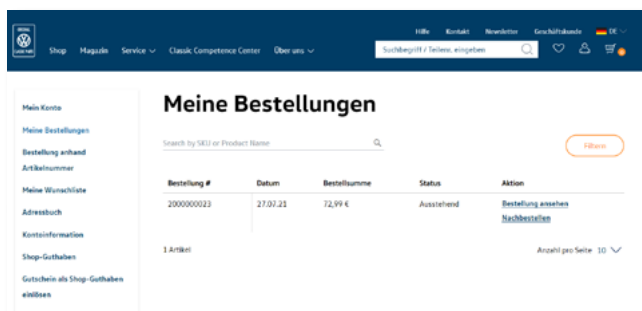 Hilfe Kontakt Newsletter Geschäftskunde DE
Shop Magazin Service Classic Competence Center Über uns
Suchbegriff / Teilenr. eingeben
Meine Bestellungen
Mein Konto
Meine Bestellungen
Bestellung anhand
Artikelnummer
Meine Wunschliste
Adressbuch
Kontoinformation
Shop-Guthaben
Gutschein als Shop-Guthaben
einlösen
Search by SKU or Product Name
Filtern
Bestellung # Datum Bestellsumme Status Aktion
2000000023 27.07.21 72,99 € Ausstehend Bestellung ansehen
Nachbestellen
1 Artikel
Anzahl pro Seite 10